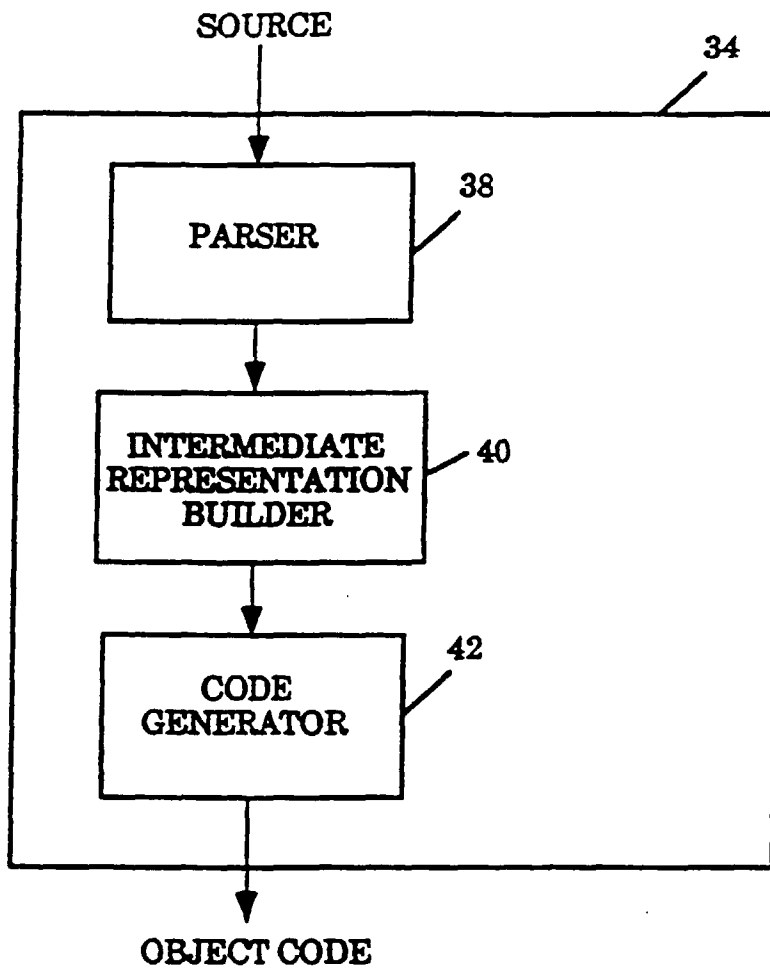 SOURCE
34
PARSER
38
INTERMEDIATE
REPRESENTATION
BUILDER
40
CODE
GENERATOR
42
OBJECT CODE